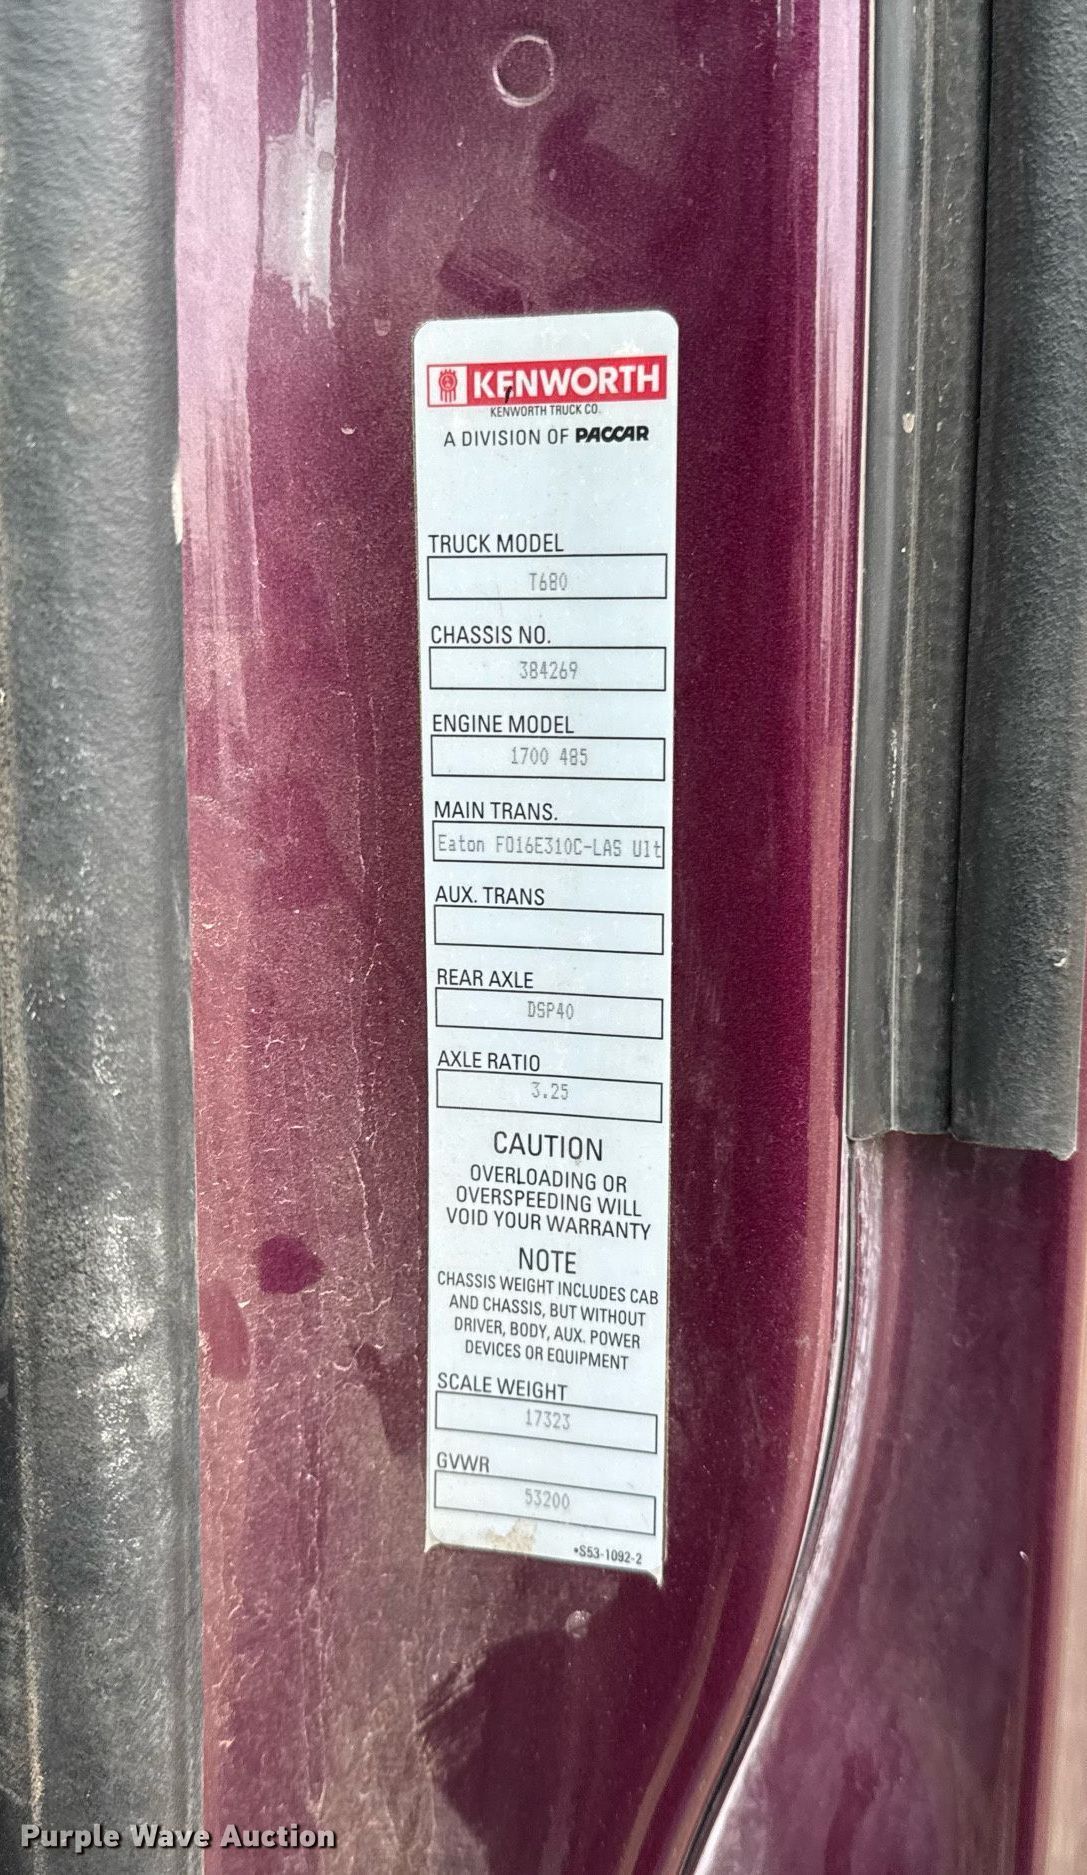 KENWORTH
KENWORTH TRUCK CO.
A DIVISION OF PACCAR
TRUCK MODEL
T680
CHASSIS NO.
384269
ENGINE MODEL
1700 485
MAIN TRANS.
Eaton FO16E310C-LAS Ult
AUX. TRANS
REAR AXLE
DSP40
AXLE RATIO
3.25
CAUTION
OVERLOADING OR
OVERSPEEDING WILL
VOID YOUR WARRANTY
NOTE
CHASSIS WEIGHT INCLUDES CAB
AND CHASSIS, BUT WITHOUT
DRIVER, BODY, AUX. POWER
DEVICES OR EQUIPMENT
SCALE WEIGHT
17323
GVWR
53200
*S53-1092-2
Purple Wave Auction